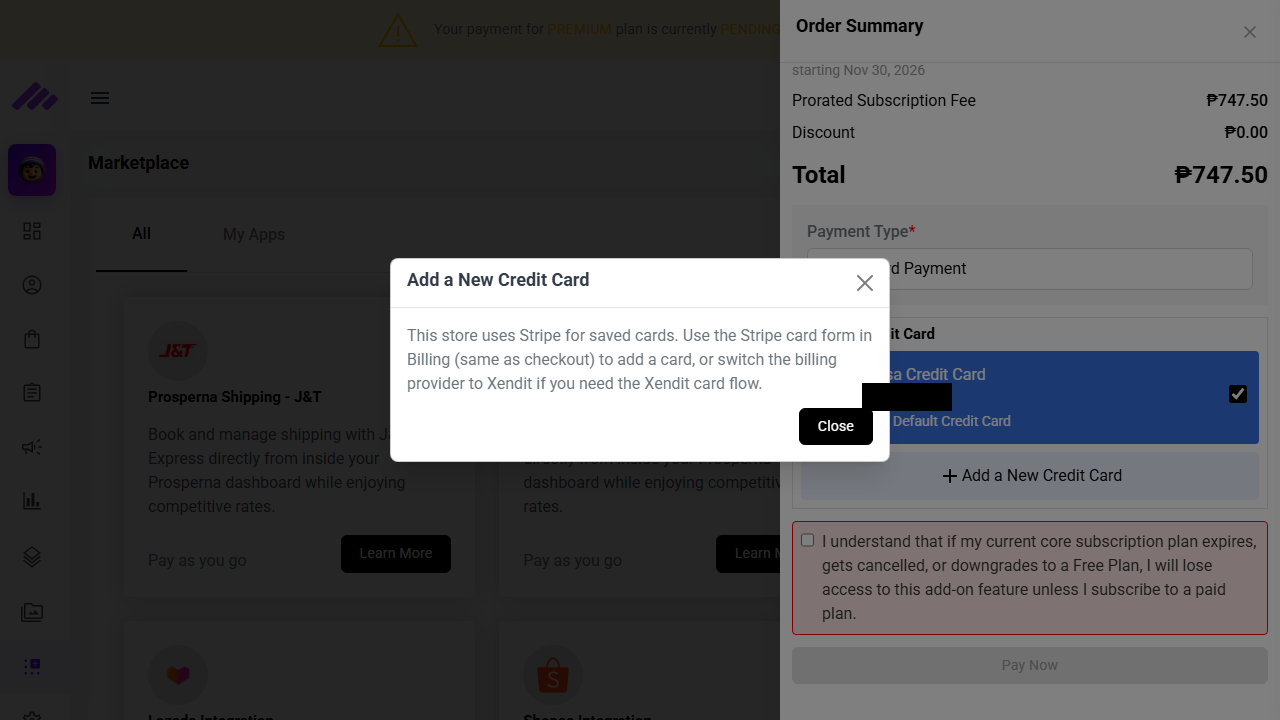 Your payment for PREMIUM plan is currently PENDING
Order Summary
starting Nov 30, 2026
Prorated Subscription Fee
₱747.50
Discount
₱0.00
Total
₱747.50
Payment Type*
Payment
Marketplace
All
My Apps
J&T
Prosperna Shipping - J&T
Book and manage shipping with
Express directly from inside your
Prosperna dashboard while enjoying
competitive rates.
Pay as you go
Learn More
dashboard while enjoying
rates.
Pay as you go
Learn
Add a New Credit Card
This store uses Stripe for saved cards. Use the Stripe card form in
Billing (same as checkout) to add a card, or switch the billing
provider to Xendit if you need the Xendit card flow.
Close
Card
Credit Card
Default Credit Card
Add a New Credit Card
I understand that if my current core subscription plan expires,
gets cancelled, or downgrades to a Free Plan, I will lose
access to this add-on feature unless I subscribe to a paid
plan.
Pay Now
Lazada Integration
Shopee Integration